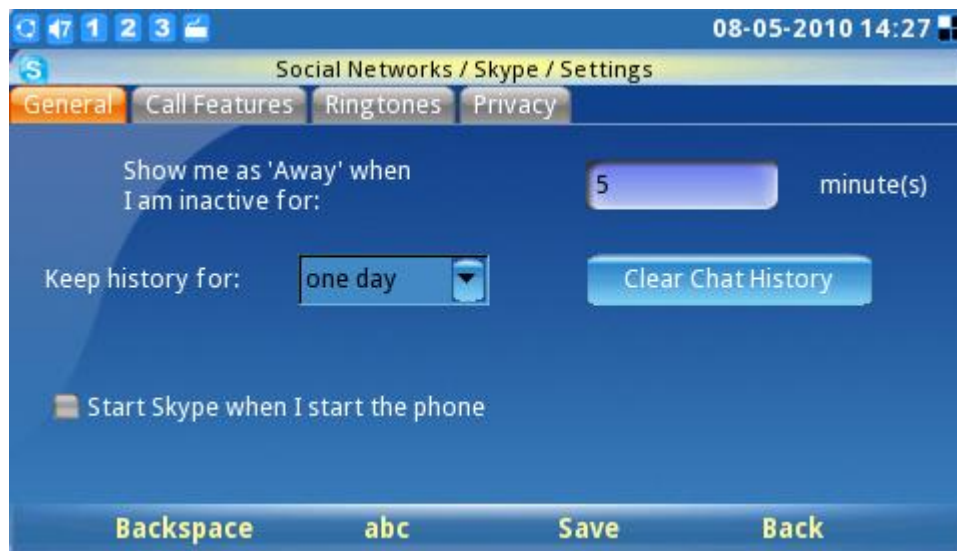 7 1 2 3 08-05-2010 14:27
S Social Networks / Skype / Settings
General Call Features Ringtones Privacy
Show me as 'Away' when
I am inactive for:
5 minute(s)
Keep history for: one day Clear Chat History
Start Skype when I start the phone
Backspace abc Save Back